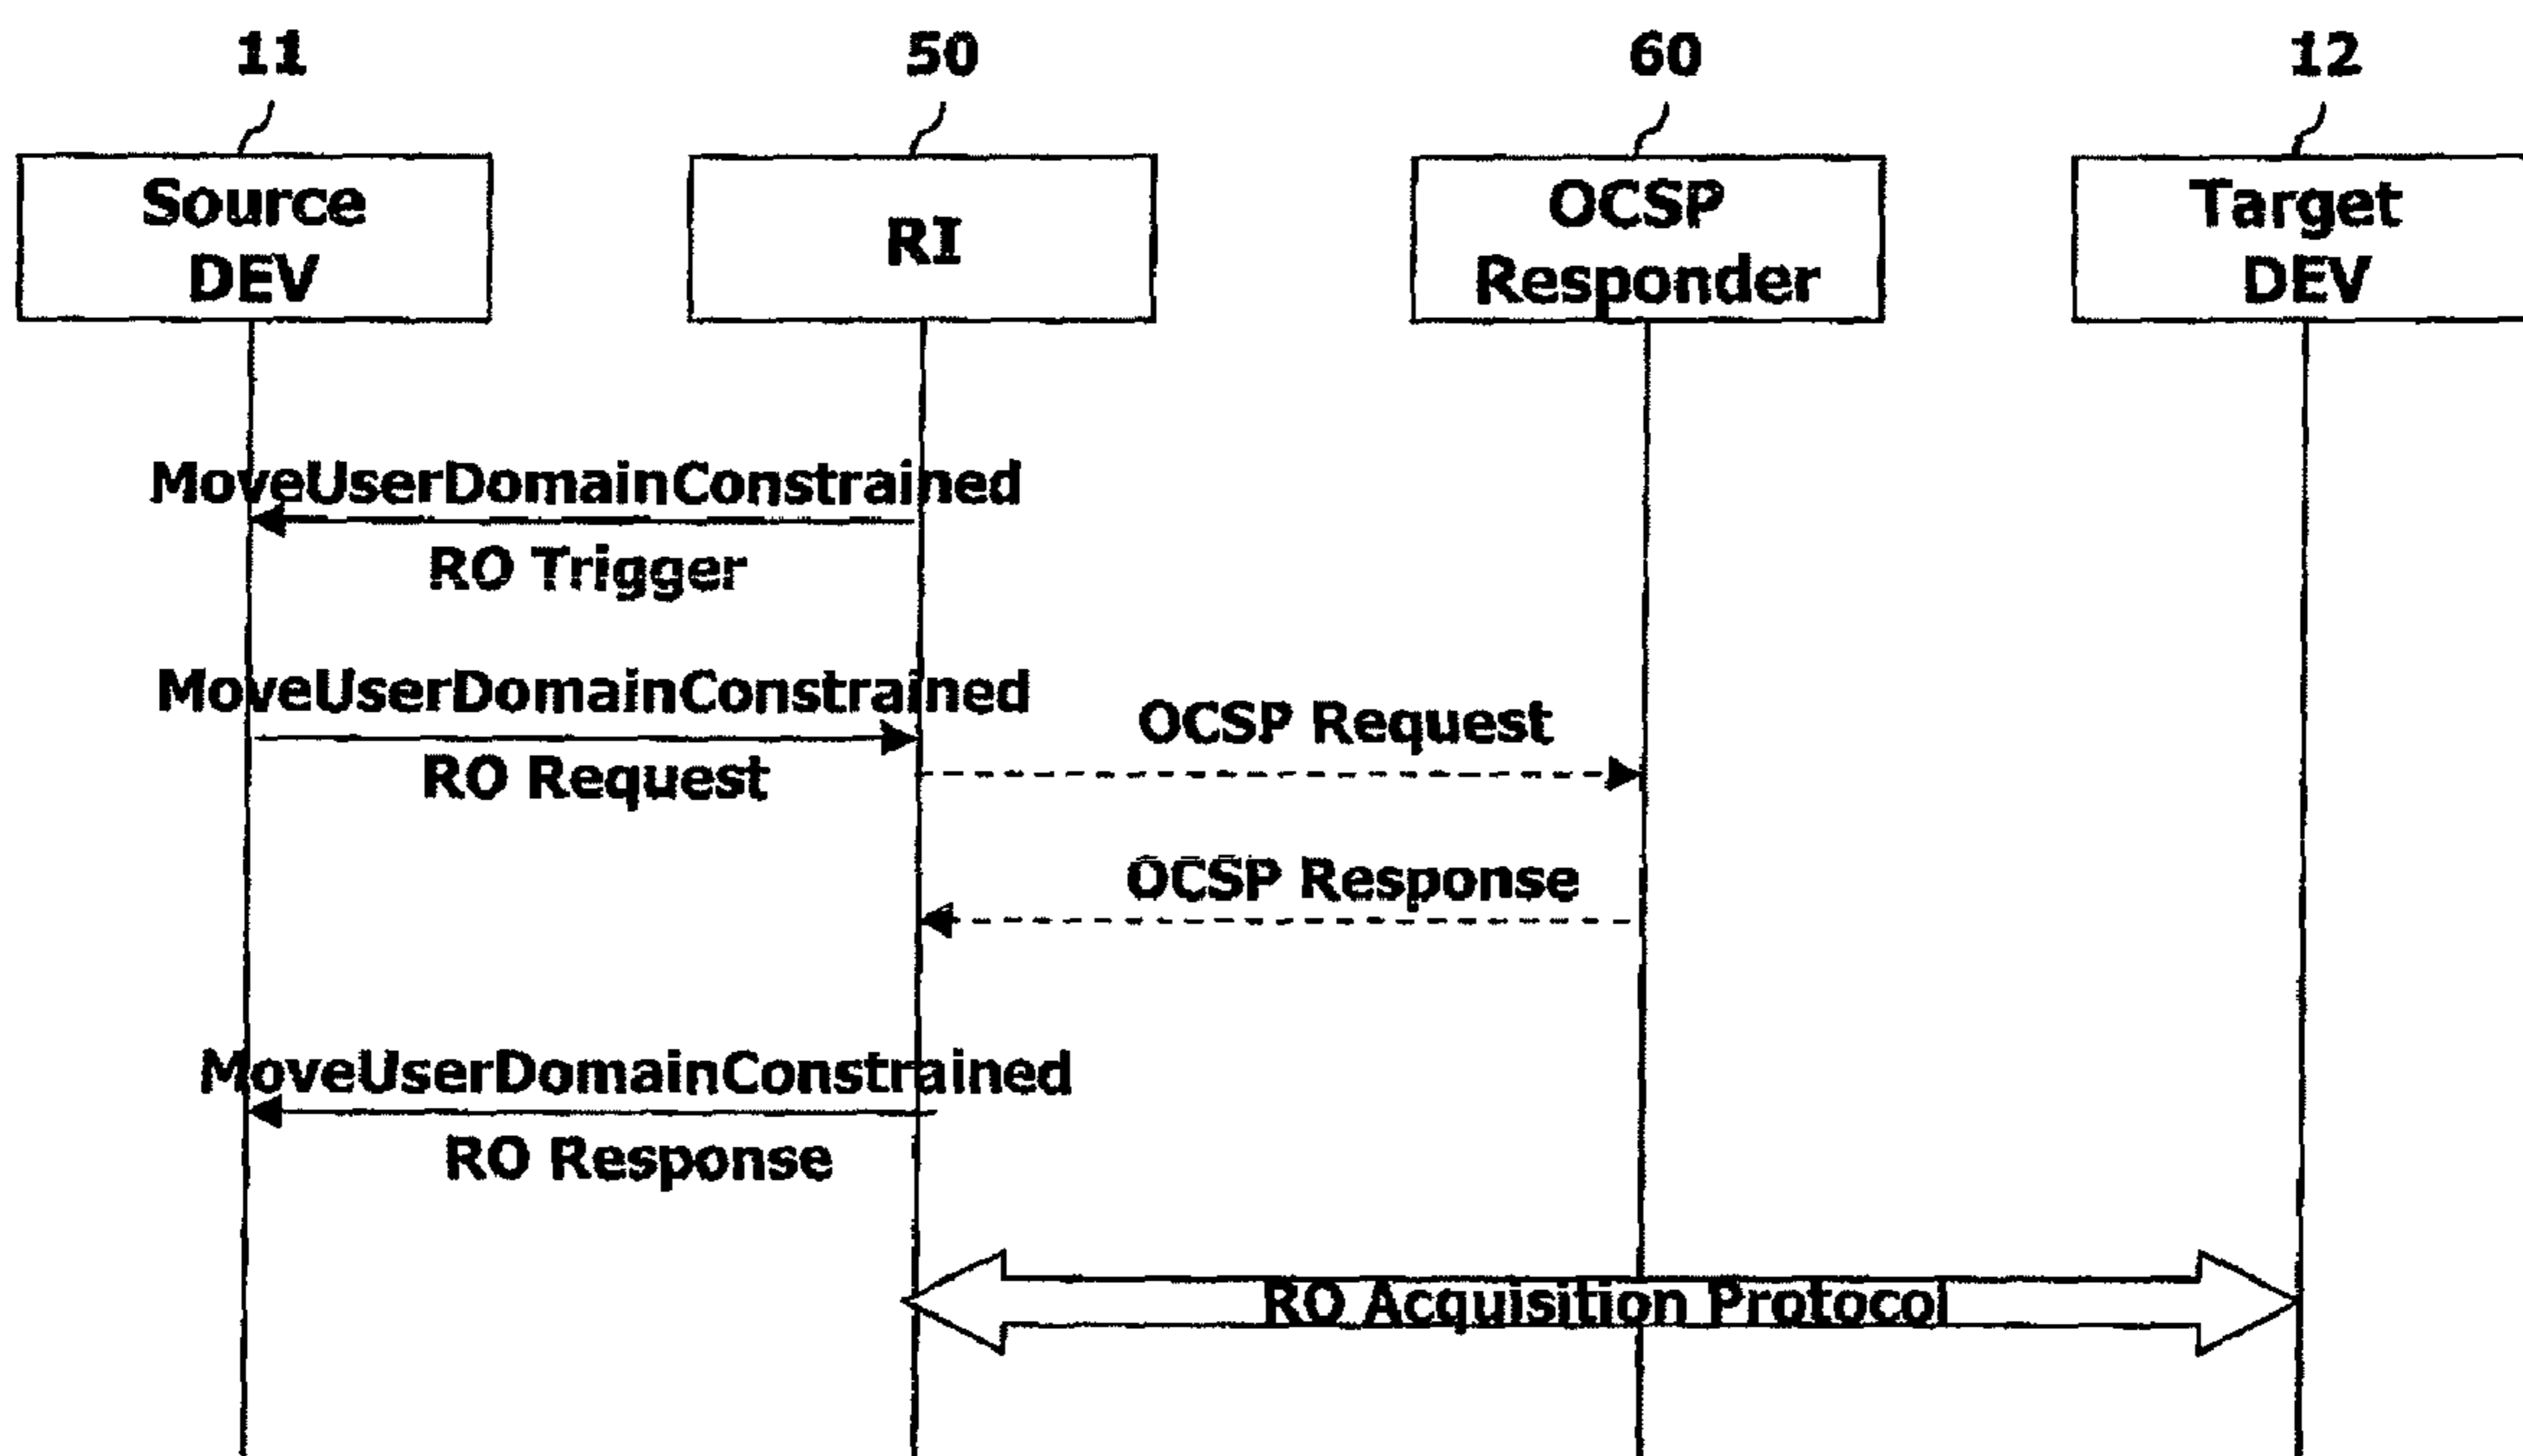 11
50
60
12
Source
DEV
RI
OCSP
Responder
Target
DEV
MoveUserDomainConstrained
RO Trigger
MoveUserDomainConstrained
RO Request
OCSP Request
OCSP Response
MoveUserDomainConstrained
RO Response
RO Acquisition Protocol